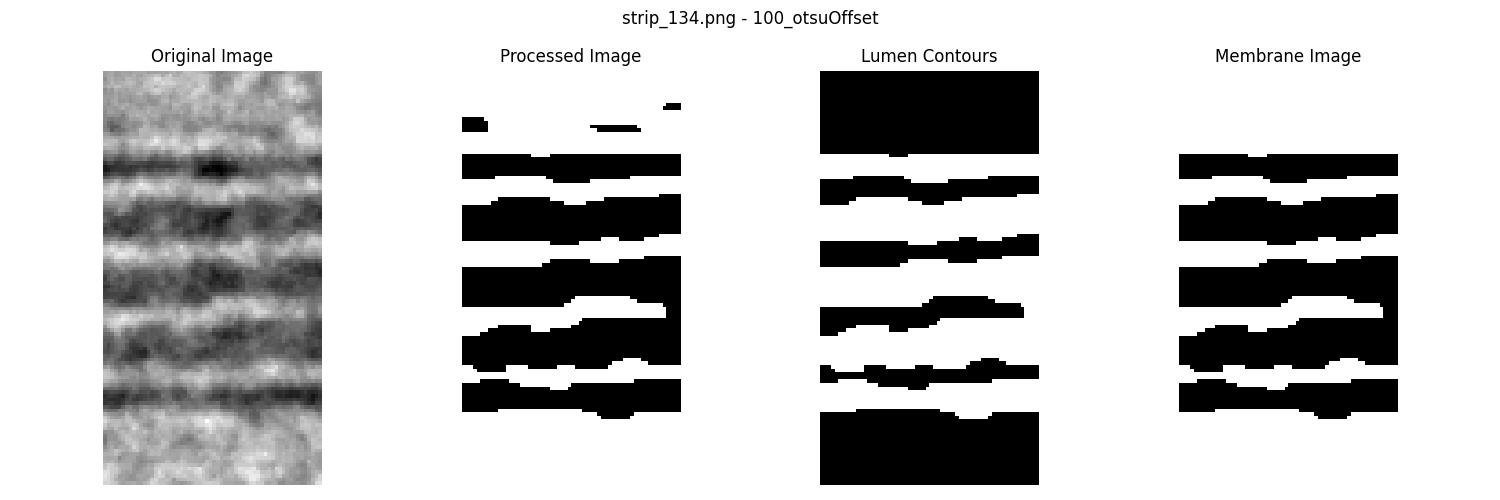 strip_134.png - 100_otsuOffset
Original Image
Processed Image
Lumen Contours
Membrane Image